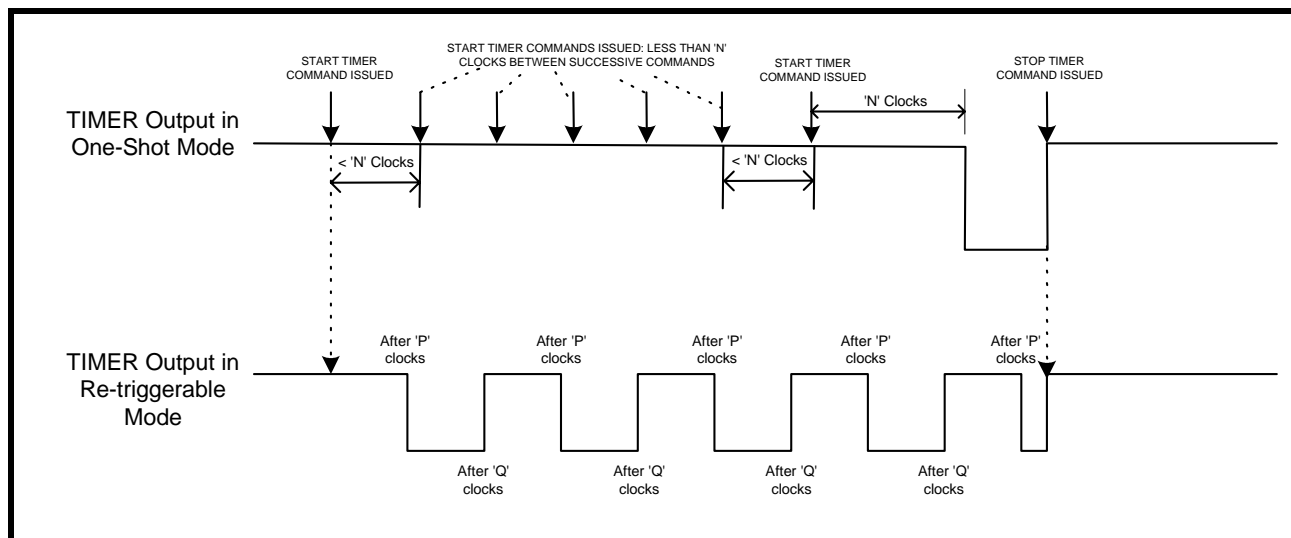 START TIMER
COMMAND ISSUED
START TIMER COMMANDS ISSUED: LESS THAN 'N'
CLOCKS BETWEEN SUCCESSIVE COMMANDS
START TIMER
COMMAND ISSUED
STOP TIMER
COMMAND ISSUED
'N' Clocks
TIMER Output in
One-Shot Mode
< 'N' Clocks
< 'N' Clocks
After 'P'
clocks
After 'P'
clocks
After 'P'
clocks
After 'P'
clocks
After 'P'
clocks
TIMER Output in
Re-triggerable
Mode
After 'Q'
clocks
After 'Q'
clocks
After 'Q'
clocks
After 'Q'
clocks